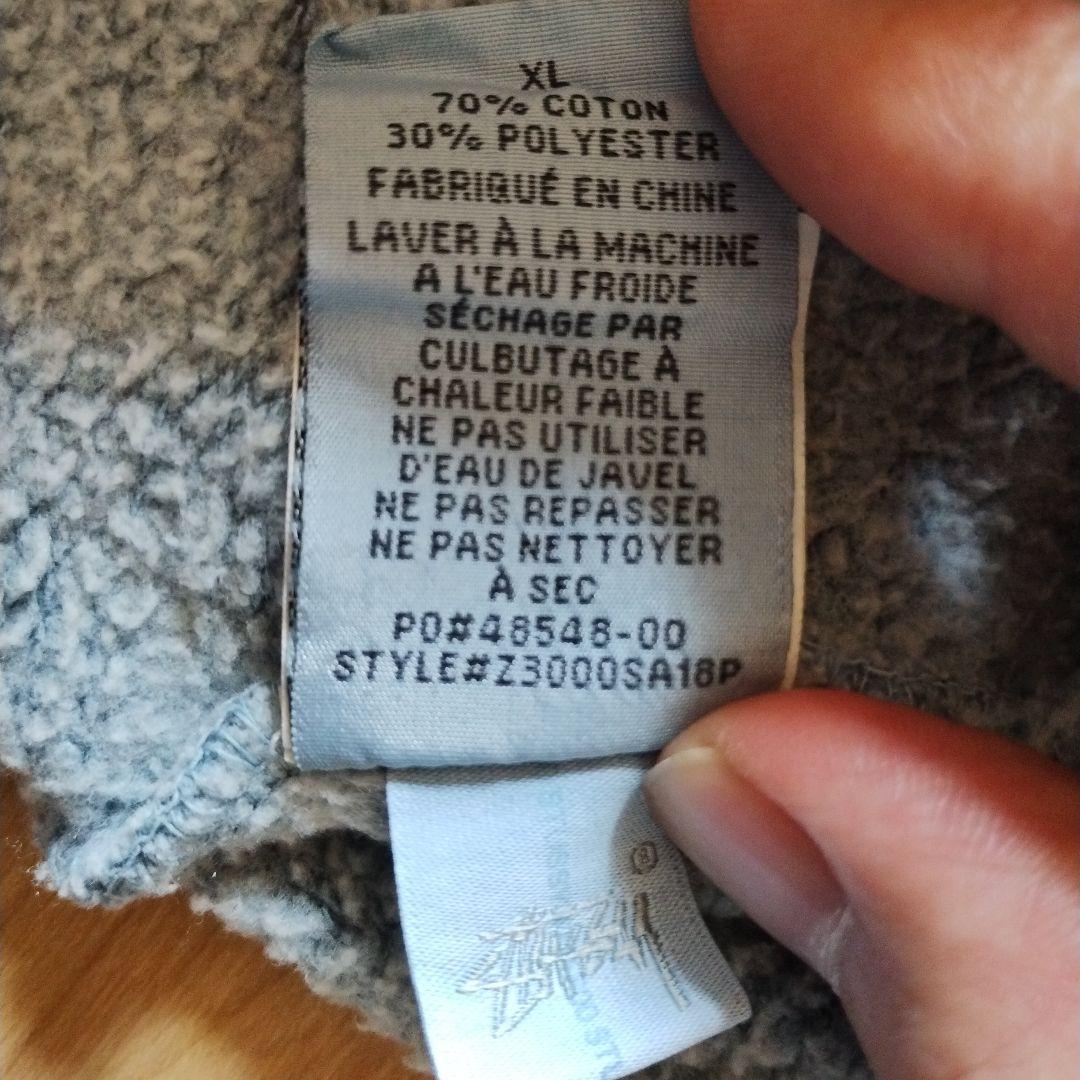 XL
70% COTON
30% POLYESTER
FABRIQUÉ EN CHINE
LAVER À LA MACHINE
A L'EAU FROIDE
SÉCHAGE PAR
CULBUTAGE À
CHALEUR FAIBLE
NE PAS UTILISER
D'EAU DE JAVEL
NE PAS REPASSER
NE PAS NETTOYER
À SEC
PO#48548-00
STYLE#Z3000SA18P
®